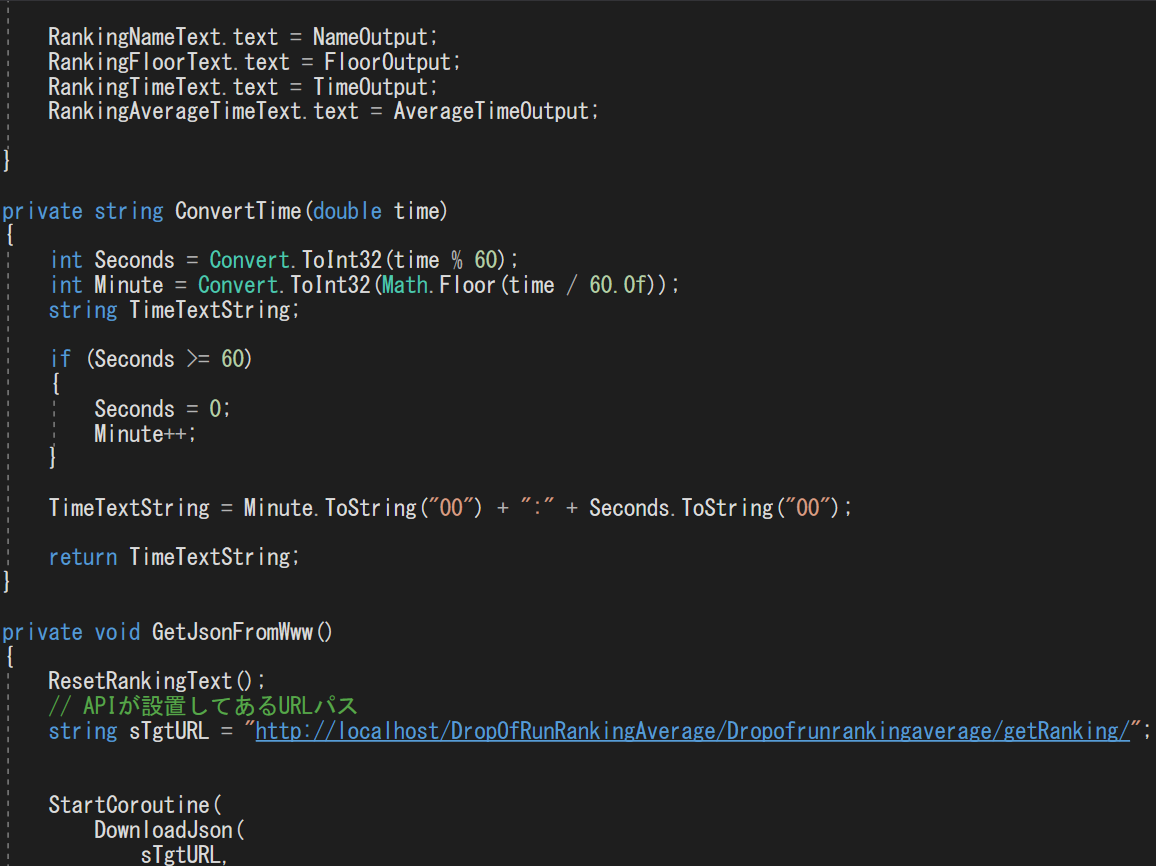 RankingNameText.text = NameOutput;
RankingFloorText.text = FloorOutput;
RankingTimeText.text = TimeOutput;
RankingAverageTimeText.text = AverageTimeOutput;
}
private string ConvertTime(double time)
{
int Seconds = Convert.ToInt32(time % 60);
int Minute = Convert.ToInt32(Math.Floor(time / 60.0f));
string TimeTextString;
if (Seconds >= 60)
{
Seconds = 0;
Minute++;
}
TimeTextString = Minute.ToString("00") + ":" + Seconds.ToString("00");
return TimeTextString;
}
private void GetJsonFromWww()
{
ResetRankingText();
// APIが設置してあるURLパス
string sTgtURL = "http://localhost/DropOfRunRankingAverage/Dropofrunrankingaverage/getRanking/";
StartCoroutine(
DownloadJson(
sTgtURL,